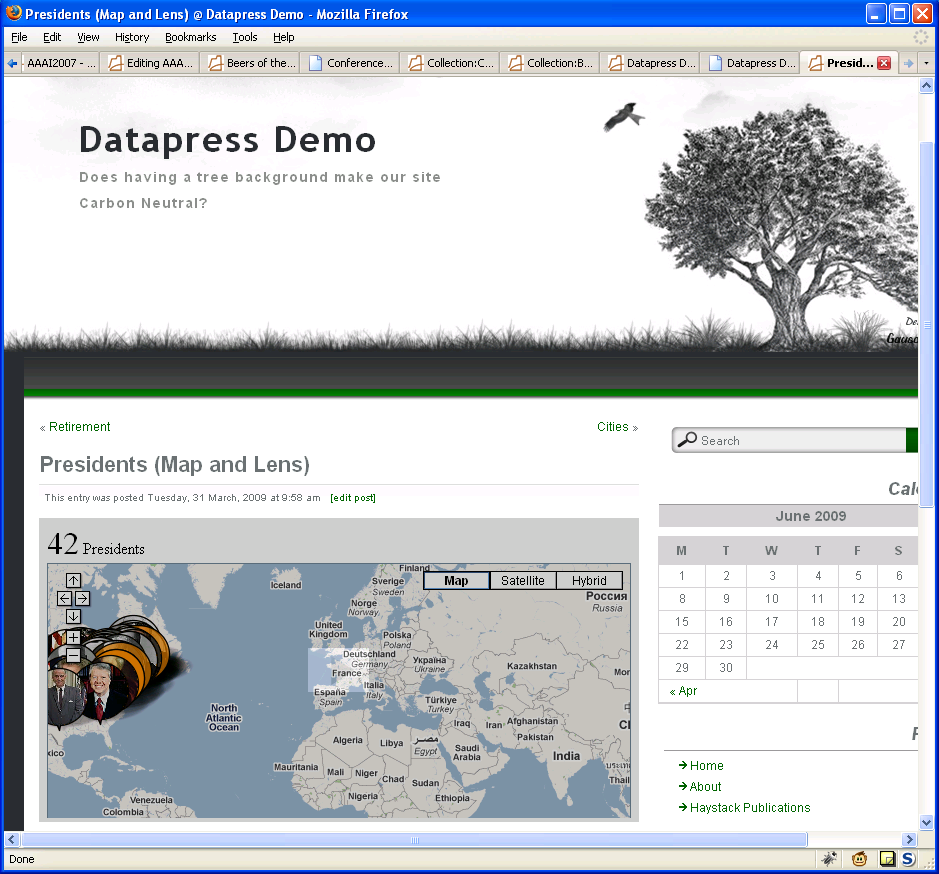 Presidents (Map and Lens) @ Datapress Demo - Mozilla Firefox
File Edit View History Bookmarks Tools Help
AAAI2007 - ... Editing AAA... Beers of the... Conference... Collection:C... Collection:B... Datapress D... Datapress D... Presid...
Datapress Demo
Does having a tree background make our site
Carbon Neutral?
« Retirement
Cities »
Search
Presidents (Map and Lens)
This entry was posted Tuesday, 31 March, 2009 at 9:58 am [edit post]
42 Presidents
Map Satellite Hybrid
Finland
Iceland
Sverige
Sweden
Norge
Norway
Россия
Russia
United
Kingdom
Polska
Poland
Deutschland
Germany
Україна
Ukraine
France
Kazakhstan
Mor
Italia
Italy
España
Spain
Türkiye
Turkey
North
Atlantic
Ocean
Iraq
Iran
Afghanistan
Pakistan
Algeria
Libya
مصر
Egypt
Saudi
Arabia
India
xico
Mauritania
Mali
Niger
Chad
Sudan
Nigeria
Ethiopia
Venezuela
Colombia
June 2009
M T W T F S
1 2 3 4 5 6
8 9 10 11 12 13
15 16 17 18 19 20
22 23 24 25 26 27
29 30
« Apr
Home
About
Haystack Publications
Done